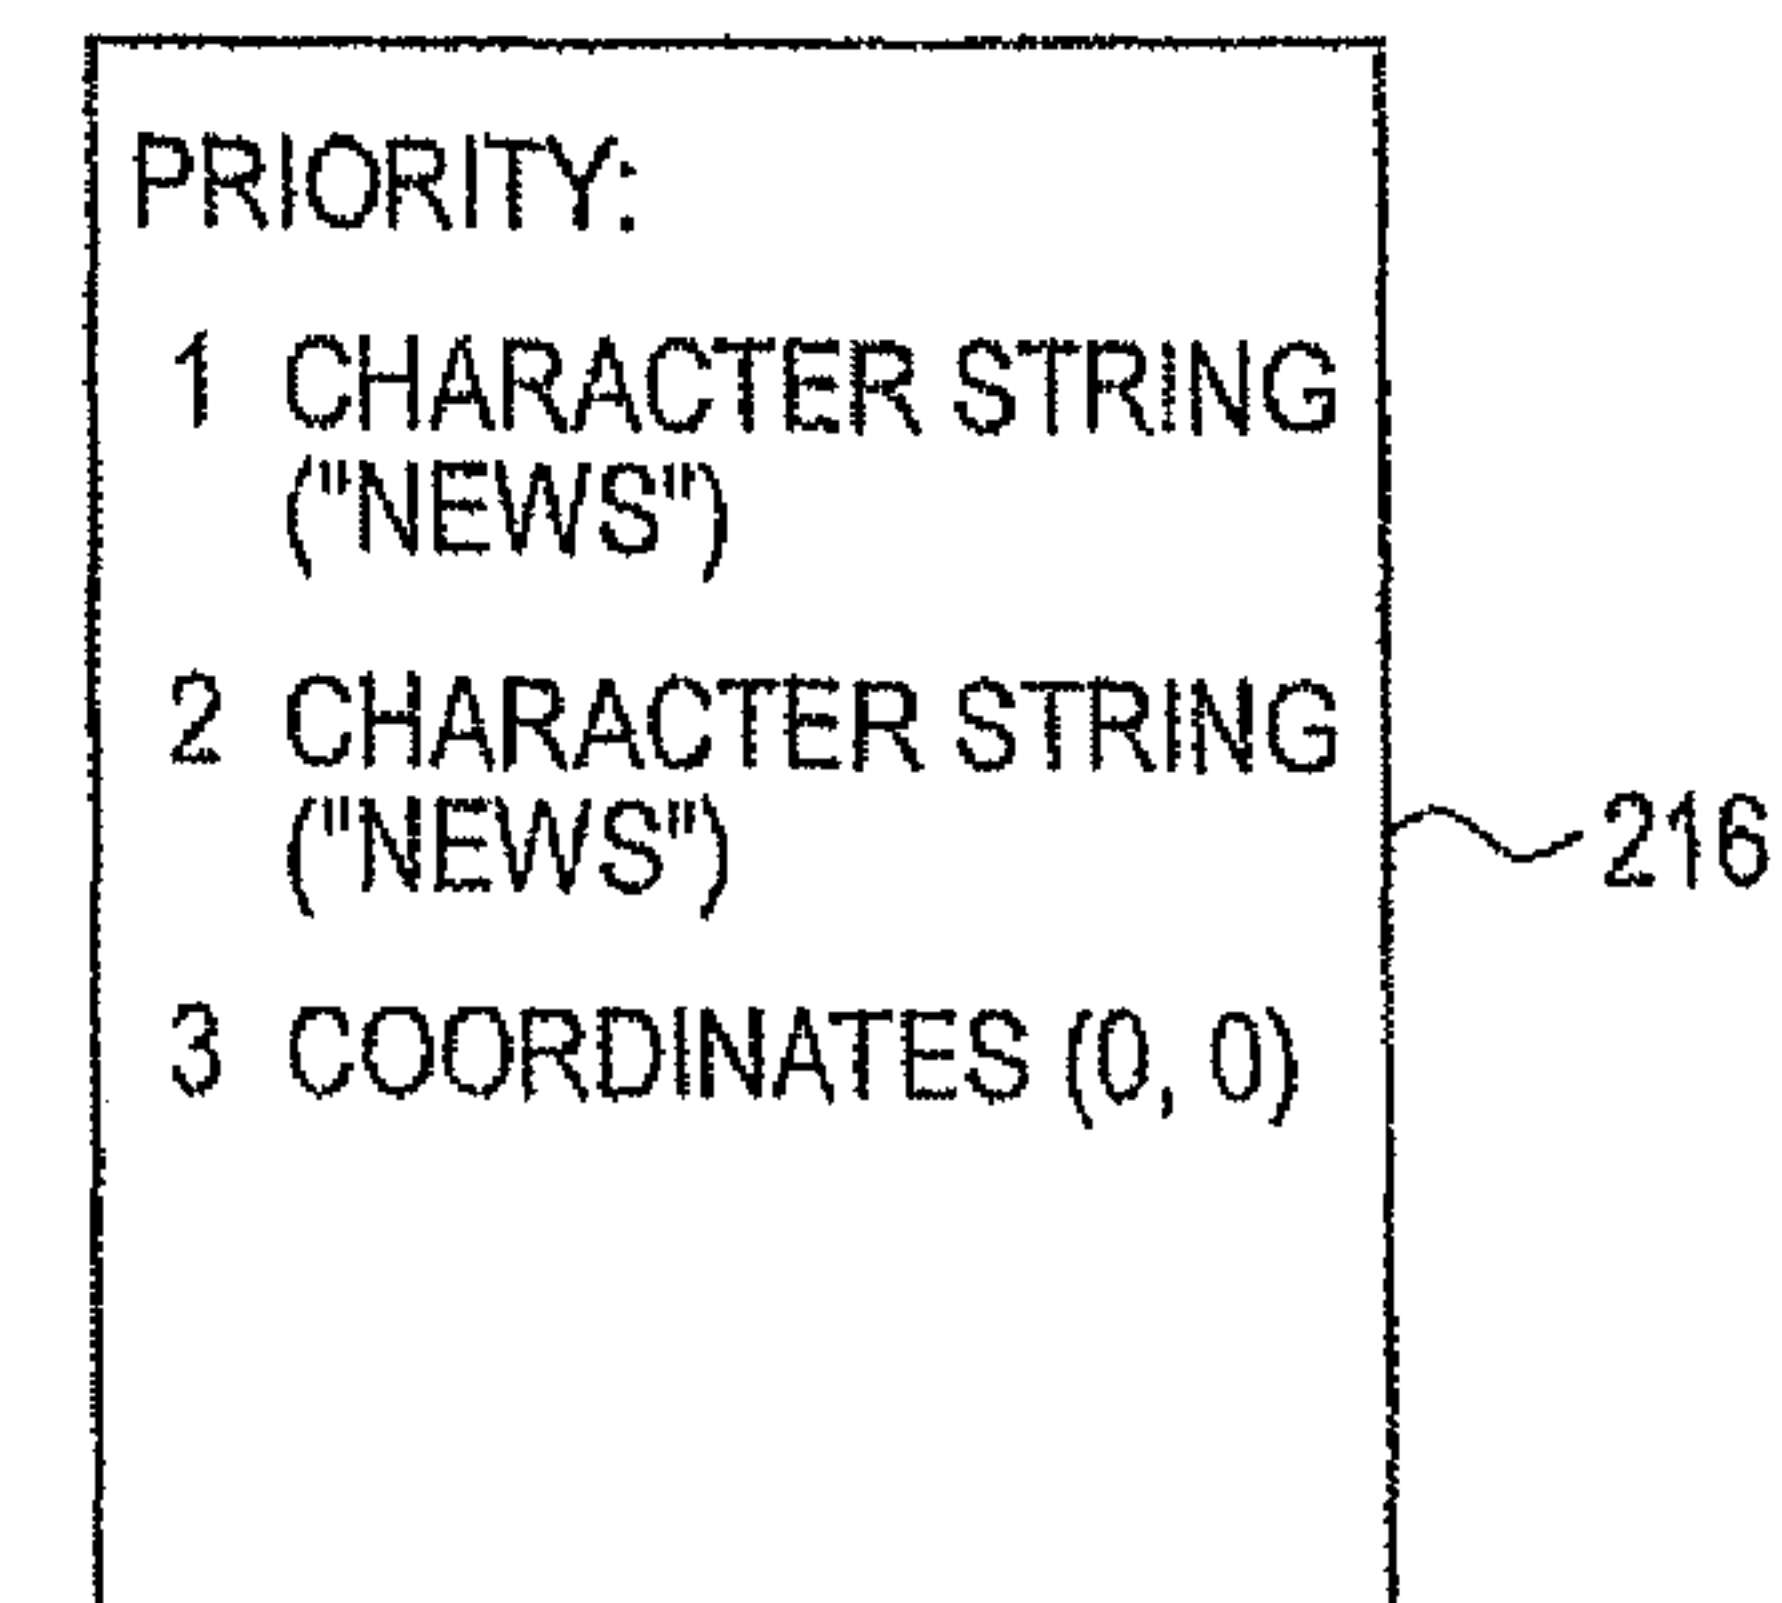 PRIORITY:
1 CHARACTER STRING
("NEWS")
2 CHARACTER STRING
("NEWS")
216
3 COORDINATES (0, 0)